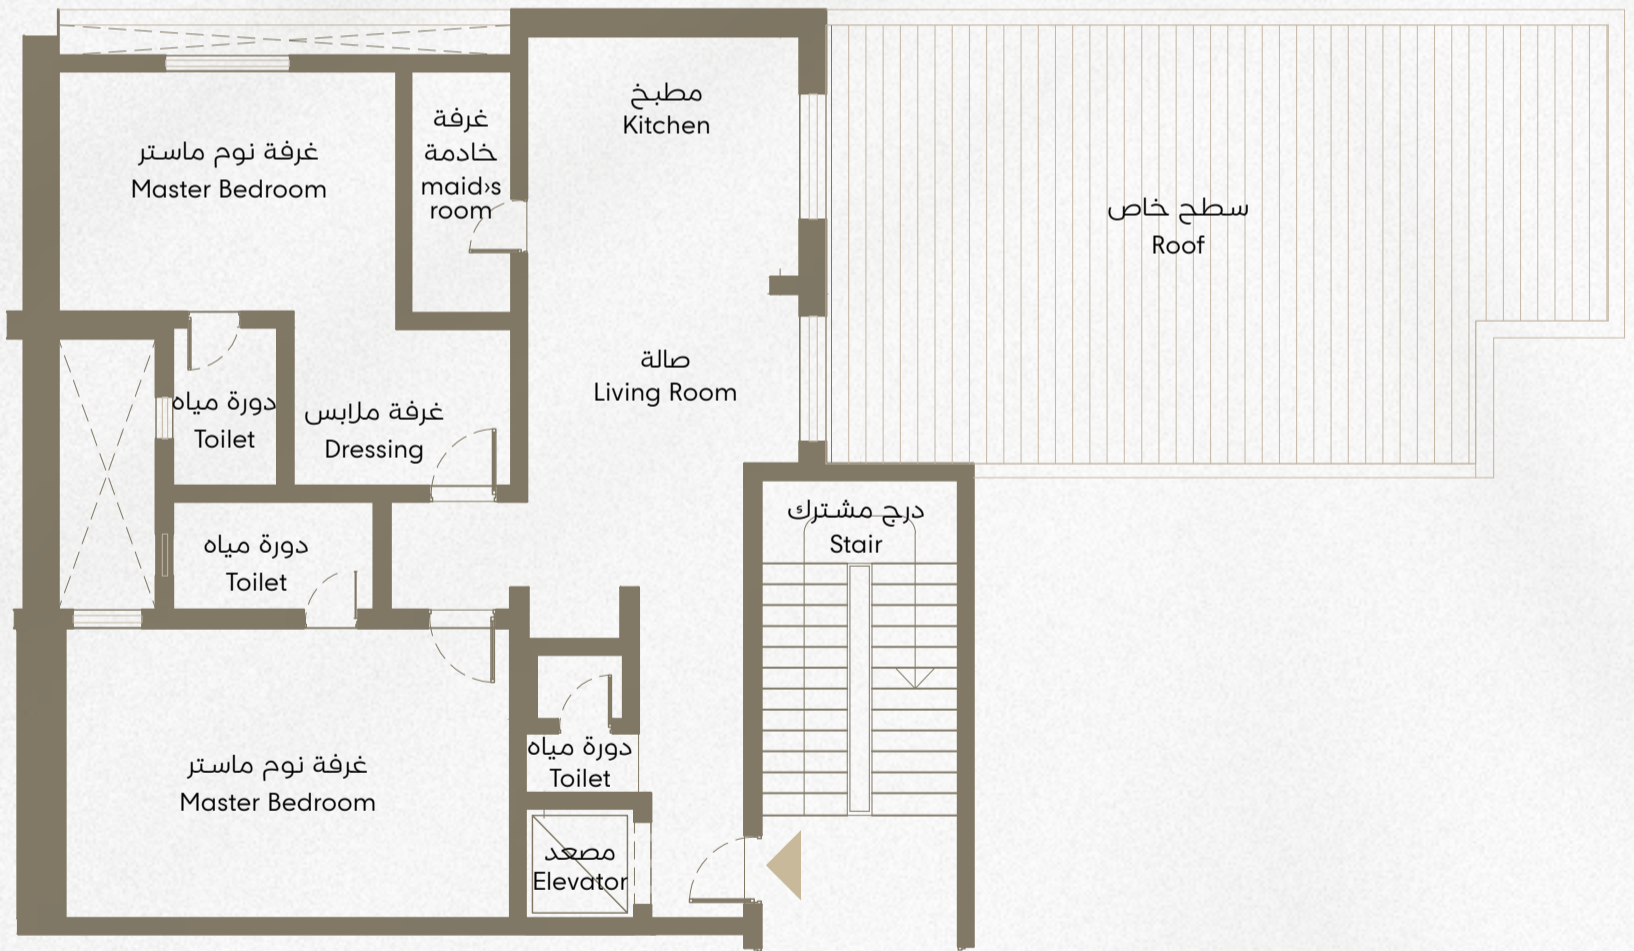 مطبخ
Kitchen
غرفة
خادمة
maid›s
room
غرفة نوم ماستر
Master Bedroom
سطح خاص
Roof
صالة
Living Room
دورة مياه
Toilet
غرفة ملابس
Dressing
درج مشترك
Stair
دورة مياه
Toilet
دورة مياه
Toilet
غرفة نوم ماستر
Master Bedroom
مصعد
Elevator